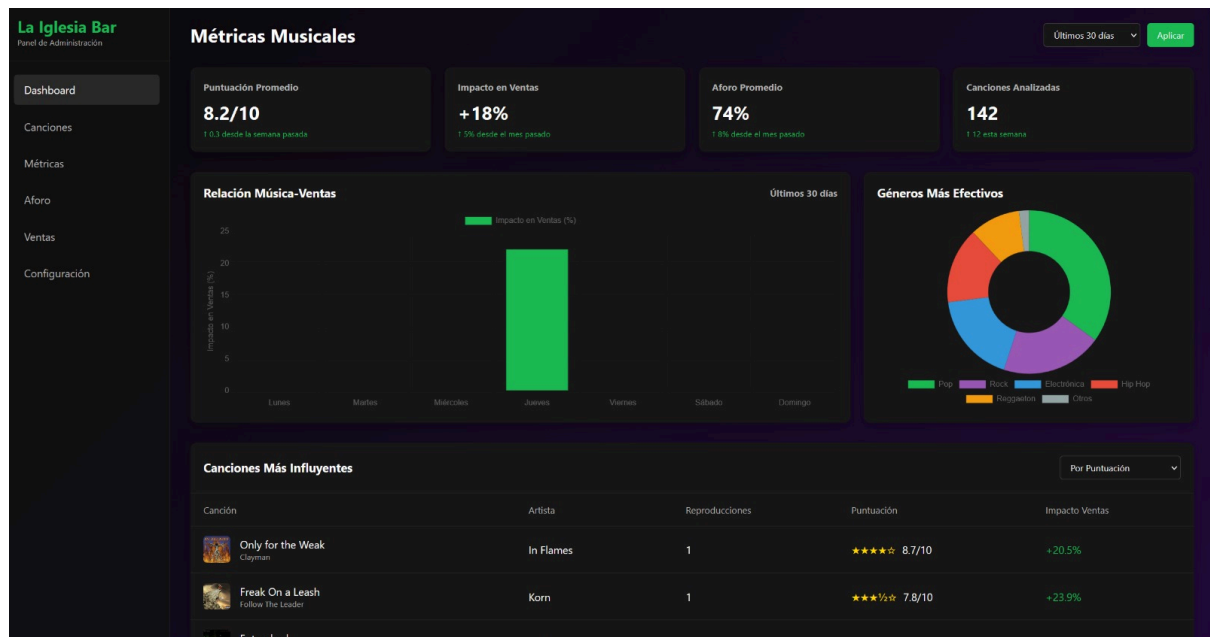 La Iglesia Bar
Panel de Administración
Dashboard
Canciones
Métricas
Aforo
Ventas
Configuración
Métricas Musicales
Últimos 30 días
Aplicar
Puntuación Promedio
8.2/10
↑ 0.3 desde la semana pasada
Impacto en Ventas
+18%
↑ 5% desde el mes pasado
Aforo Promedio
74%
↑ 8% desde el mes pasado
Canciones Analizadas
142
↑ 12 esta semana
Relación Música-Ventas
Últimos 30 días
Impacto en Ventas (%)
Impacto en Ventas (%)
25
20
15
10
5
0
Lunes Martes Miércoles Jueves Viernes Sábado Domingo
Géneros Más Efectivos
Pop Rock Electrónica Hip Hop
Reggaeton Otros
Canciones Más Influyentes
Por Puntuación
Canción Artista Reproducciones Puntuación Impacto Ventas
Only for the Weak
Clayman
In Flames 1 ★★★★☆ 8.7/10 +20.5%
Freak On a Leash
Follow The Leader
Korn 1 ★★★½☆ 7.8/10 +23.9%